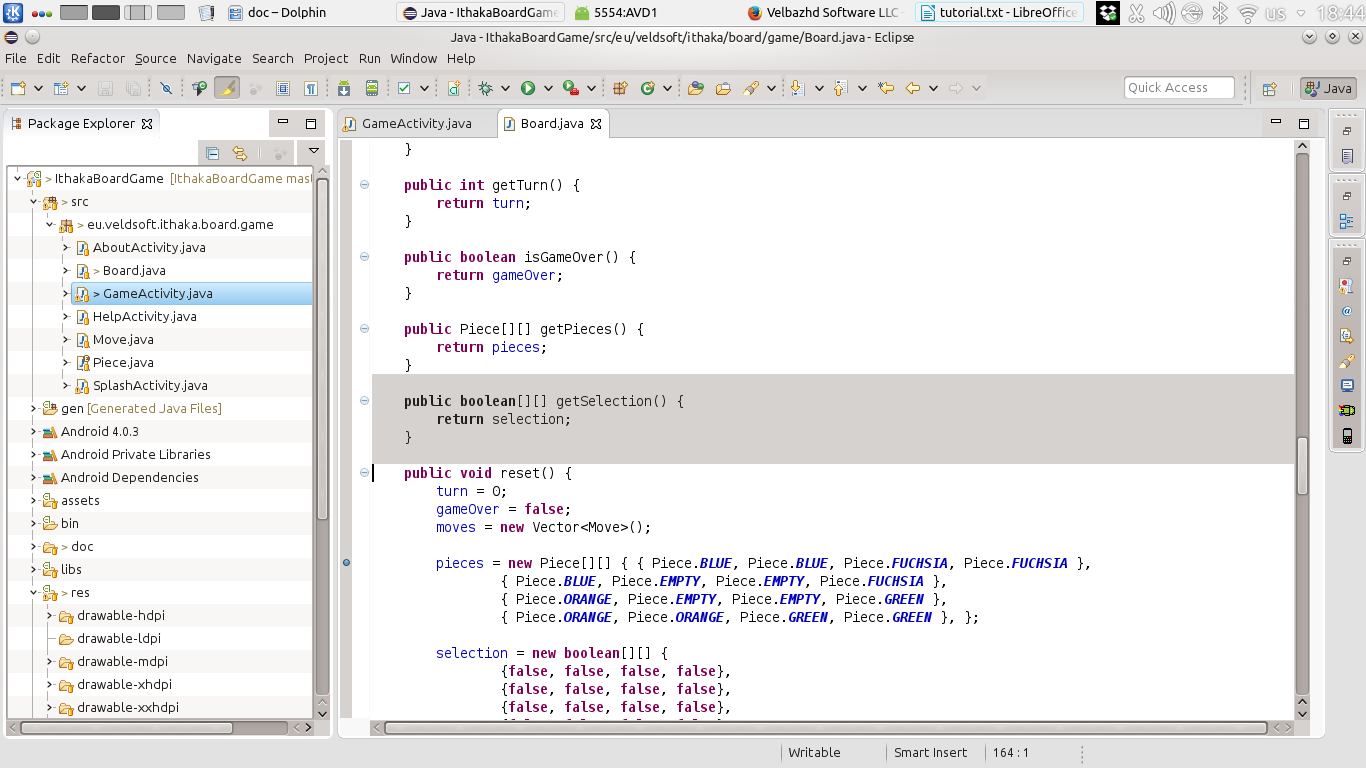 doc – Dolphin
Java - IthakaBoardGame
5554:AVD1
Velbazhd Software LLC
tutorial.txt - LibreOffice
us
18:44
Java - IthakaBoardGame/src/eu/veldsoft/ithaka/board/game/Board.java - Eclipse
File Edit Refactor Source Navigate Search Project Run Window Help
Quick Access
Java
Package Explorer
GameActivity.java
Board.java
> IthakaBoardGame [IthakaBoardGame mast
> src
> eu.veldsoft.ithaka.board.game
AboutActivity.java
> Board.java
> GameActivity.java
HelpActivity.java
Move.java
Piece.java
SplashActivity.java
gen [Generated Java Files]
Android 4.0.3
Android Private Libraries
Android Dependencies
assets
bin
> doc
libs
> res
drawable-hdpi
drawable-ldpi
drawable-mdpi
drawable-xhdpi
drawable-xxhdpi
}
public int getTurn() {
return turn;
}
public boolean isGameOver() {
return gameOver;
}
public Piece[][] getPieces() {
return pieces;
}
public boolean[][] getSelection() {
return selection;
}
public void reset() {
turn = 0;
gameOver = false;
moves = new Vector<Move>();
pieces = new Piece[][] { { Piece.BLUE, Piece.BLUE, Piece.FUCHSIA, Piece.FUCHSIA },
{ Piece.BLUE, Piece.EMPTY, Piece.EMPTY, Piece.FUCHSIA },
{ Piece.ORANGE, Piece.EMPTY, Piece.EMPTY, Piece.GREEN },
{ Piece.ORANGE, Piece.ORANGE, Piece.GREEN, Piece.GREEN }, };
selection = new boolean[][] {
{false, false, false, false},
{false, false, false, false},
{false, false, false, false},
Writable
Smart Insert
164 : 1